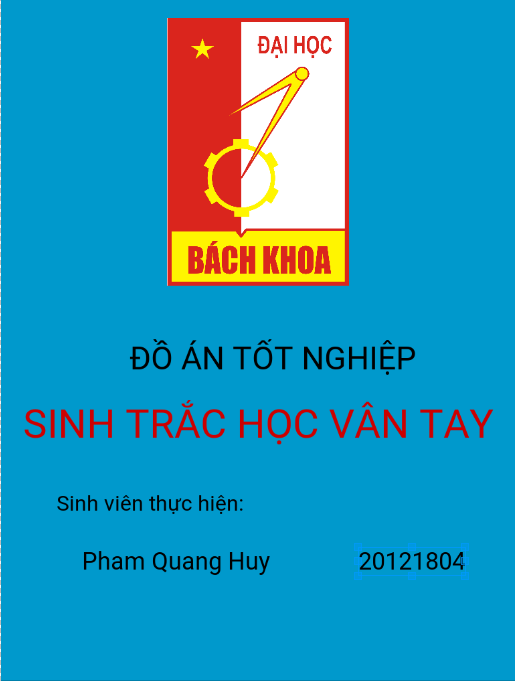 ĐẠI HỌC
BÁCH KHOA
ĐỒ ÁN TỐT NGHIỆP
SINH TRẮC HỌC VÂN TAY
Sinh viên thực hiện:
Pham Quang Huy 20121804